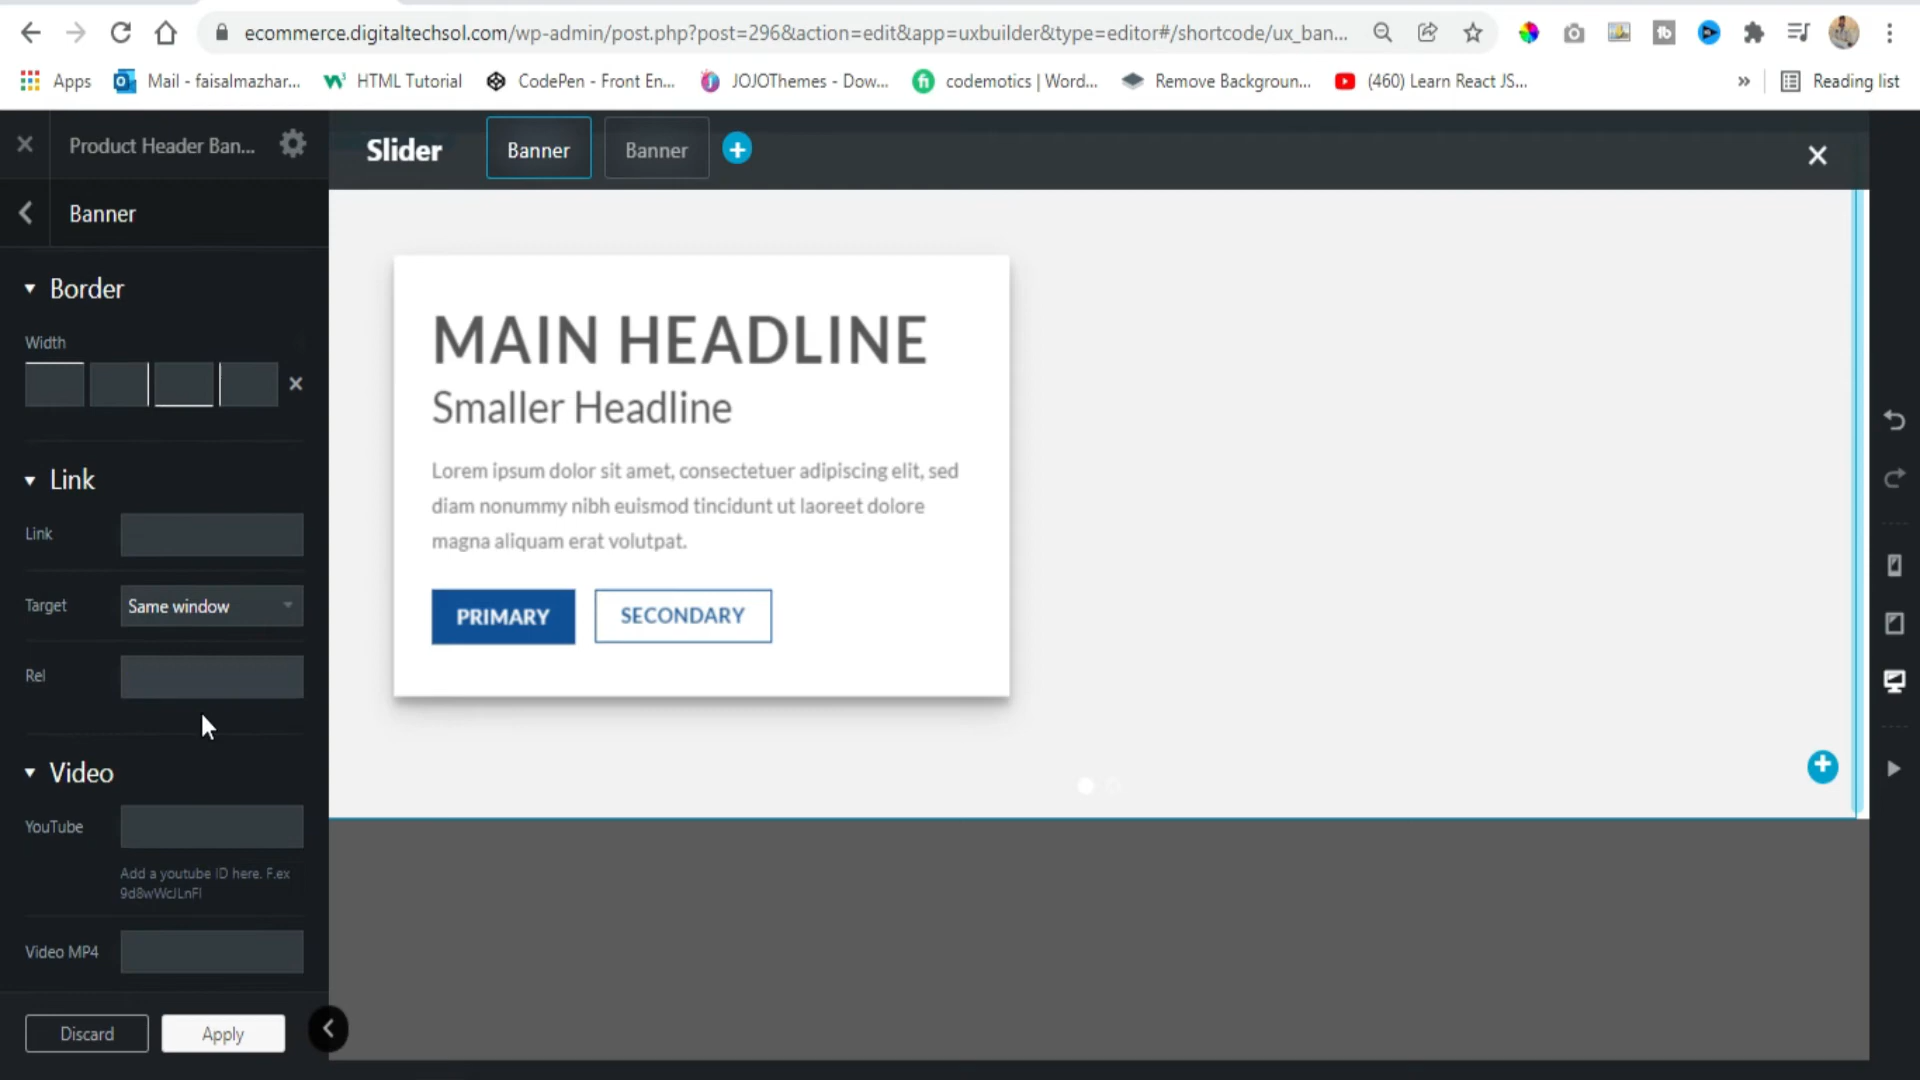 ecommerce.digitaltechsol.com/wp-admin/post.php?post=296&action=edit&app=uxbuilder&type=editor#/shortcode/ux_ban...
Apps
Mail - faisalmazhar...
HTML Tutorial
CodePen - Front En...
JOJOThemes - Dow...
codemotics | Word...
Remove Backgroun...
(460) Learn React JS...
»
Reading list
Product Header Ban...
Slider
Banner
Banner
Banner
Border
Width
Link
Link
Target
Same window
Rel
Video
YouTube
Add a youtube ID here. F.ex
9d8wWcJLnFI
Video MP4
Discard
Apply
MAIN HEADLINE
Smaller Headline
Lorem ipsum dolor sit amet, consectetuer adipiscing elit, sed
diam nonummy nibh euismod tincidunt ut laoreet dolore
magna aliquam erat volutpat.
PRIMARY
SECONDARY